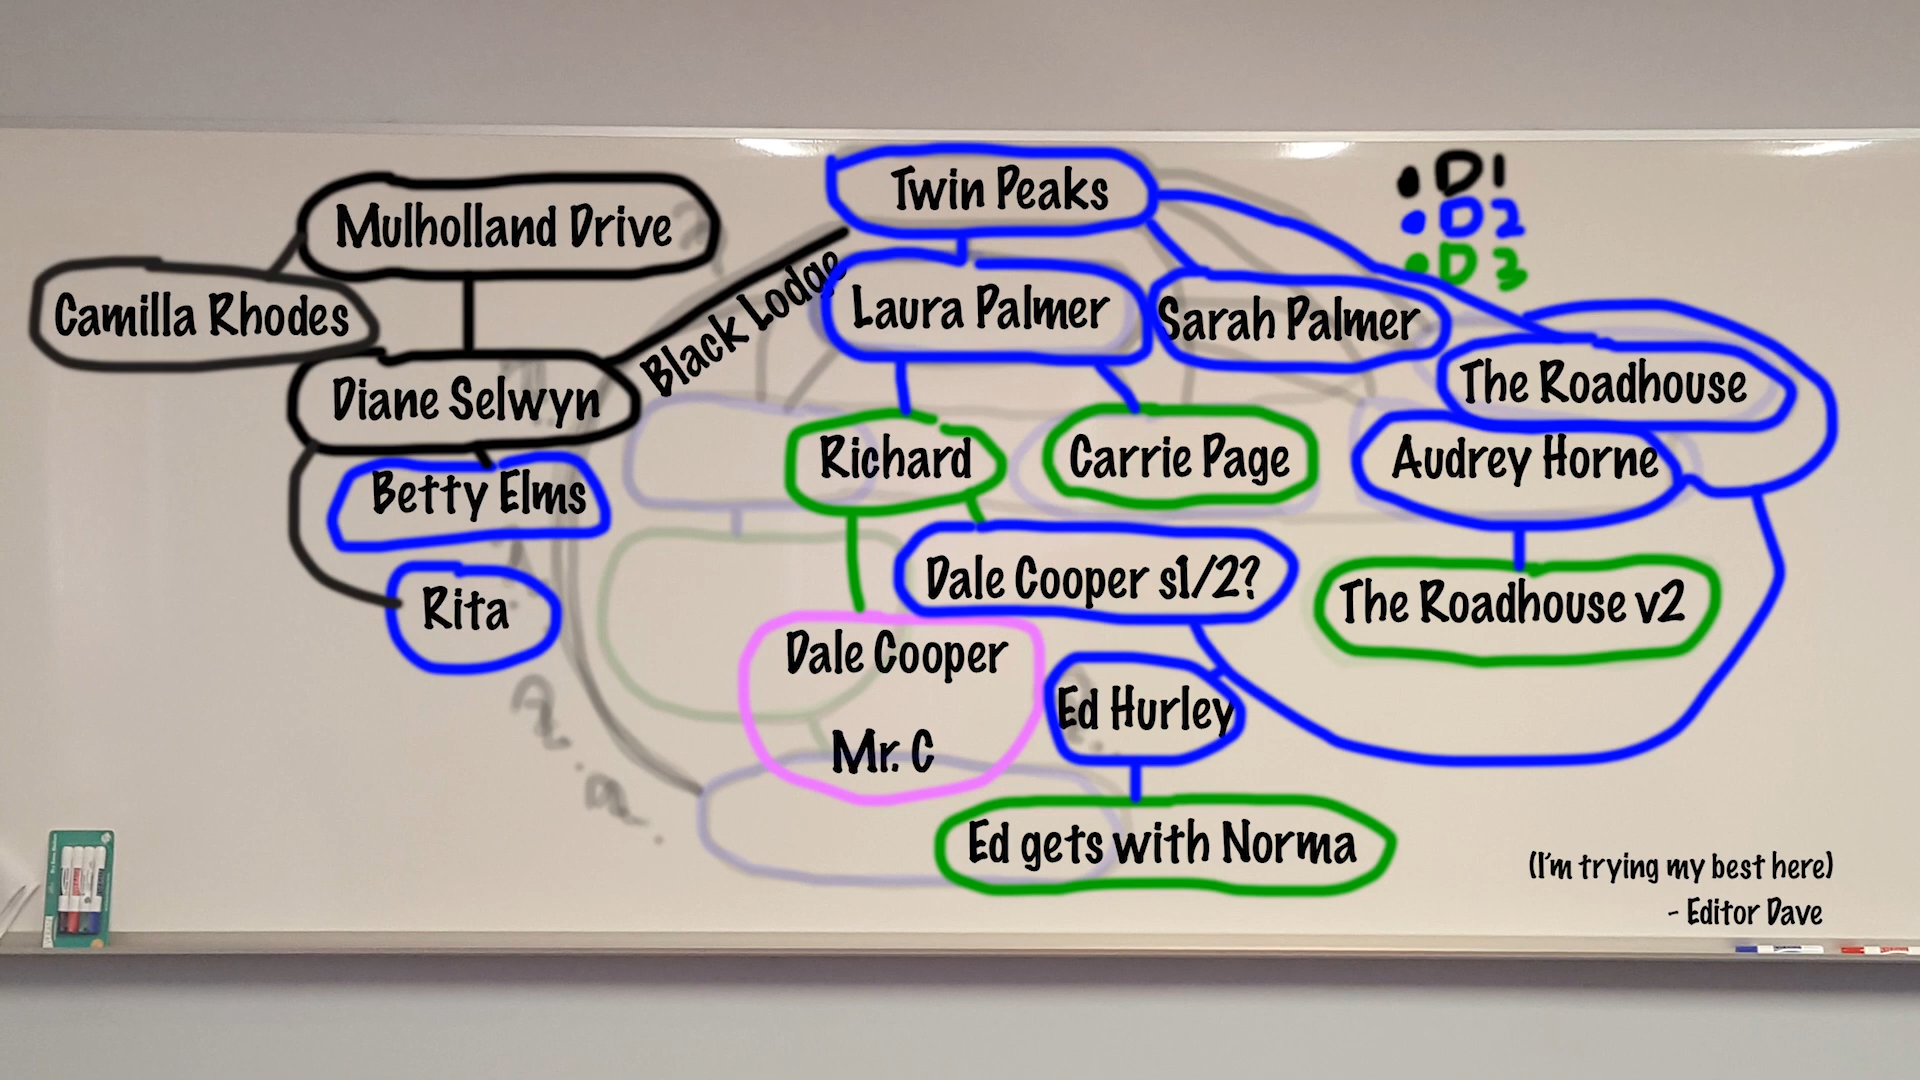 Mulholland Drive
Camilla Rhodes
Diane Selwyn
Betty Elms
Rita
Black Lodge
Twin Peaks
Laura Palmer
Sarah Palmer
The Roadhouse
Richard
Carrie Page
Audrey Horne
Dale Cooper s1/2?
The Roadhouse v2
Dale Cooper
Mr. C
Ed Hurley
Ed gets with Norma
D1
D2
D3
(I'm trying my best here)
- Editor Dave